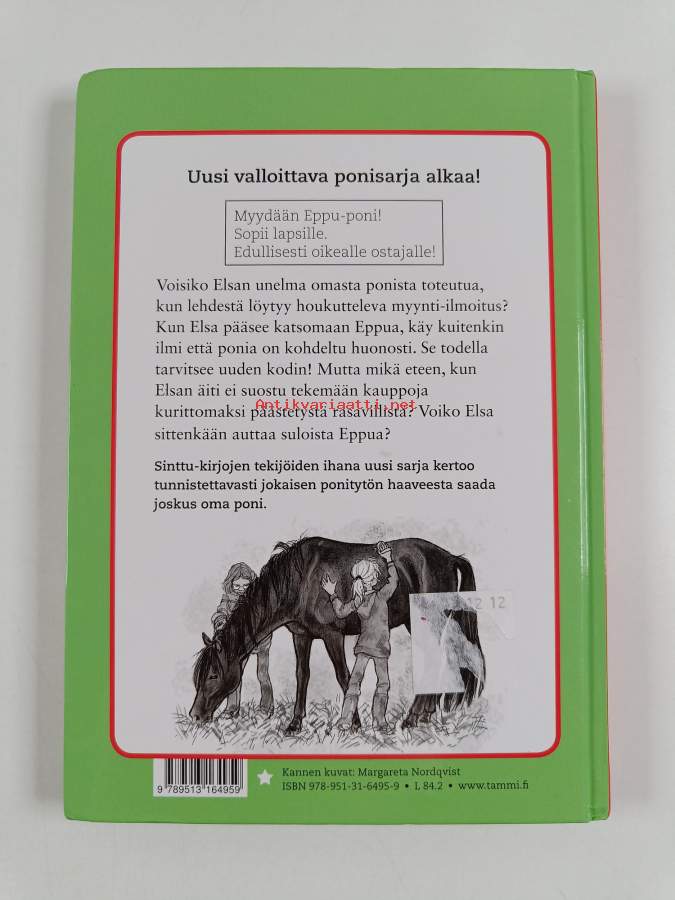 Uusi valloittava ponisarja alkaa!
Myydään Eppu-poni!
Sopii lapsille.
Edullisesti oikealle ostajalle!
Voisiko Elsan unelma omasta ponista toteutua,
kun lehdestä löytyy houkutteleva myynti-ilmoitus?
Kun Elsa pääsee katsomaan Eppua, käy kuitenkin
ilmi että ponia on kohdeltu huonosti. Se todella
tarvitsee uuden kodin! Mutta mikä eteen, kun
Elsan äiti ei suostu tekemään kauppoja
Antikvariaatti.net
kurittomaksi päästetystä räsavillistä? Voiko Elsa
sittenkään auttaa suloista Eppua?
Sinttu-kirjojen tekijöiden ihana uusi sarja kertoo
tunnistettavasti jokaisen ponitytön haaveesta saada
joskus oma poni.
12 12
9 789513 164959
Kannen kuvat: Margareta Nordqvist
ISBN 978-951-31-6495-9 • L 84.2 • www.tammi.fi